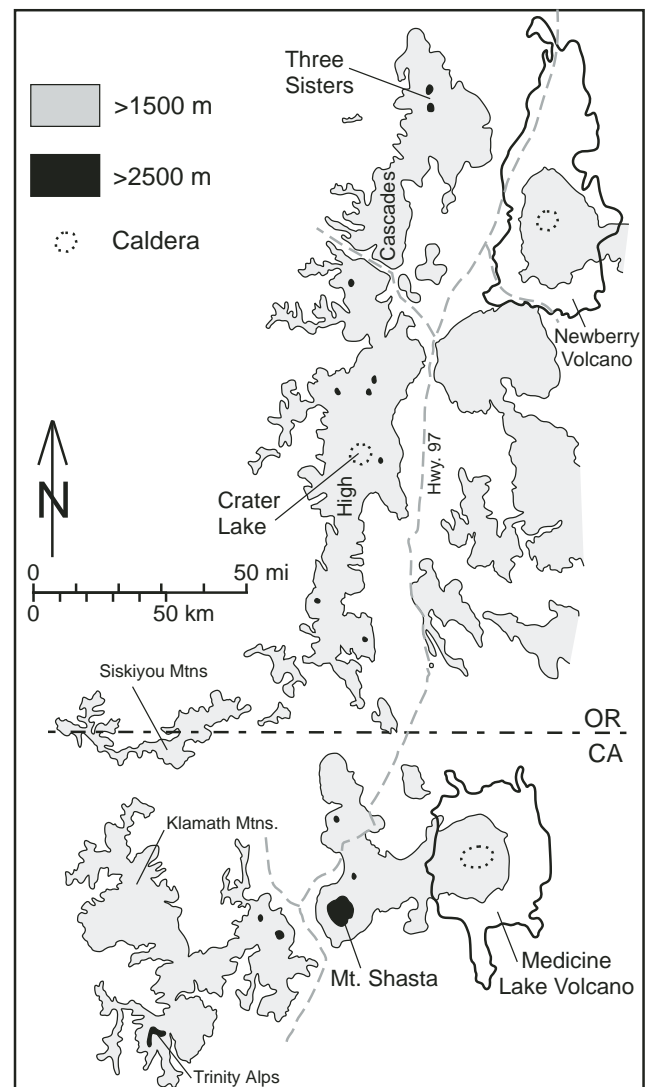 Three
Sisters
>1500 m
>2500 m
Caldera
Cascades
Newberry
Volcano
Hwy. 97
High
Crater
Lake
N
0 50 mi
0 50 km
Siskiyou Mtns
OR
CA
Klamath Mtns.
Mt. Shasta
Medicine
Lake Volcano
Trinity Alps